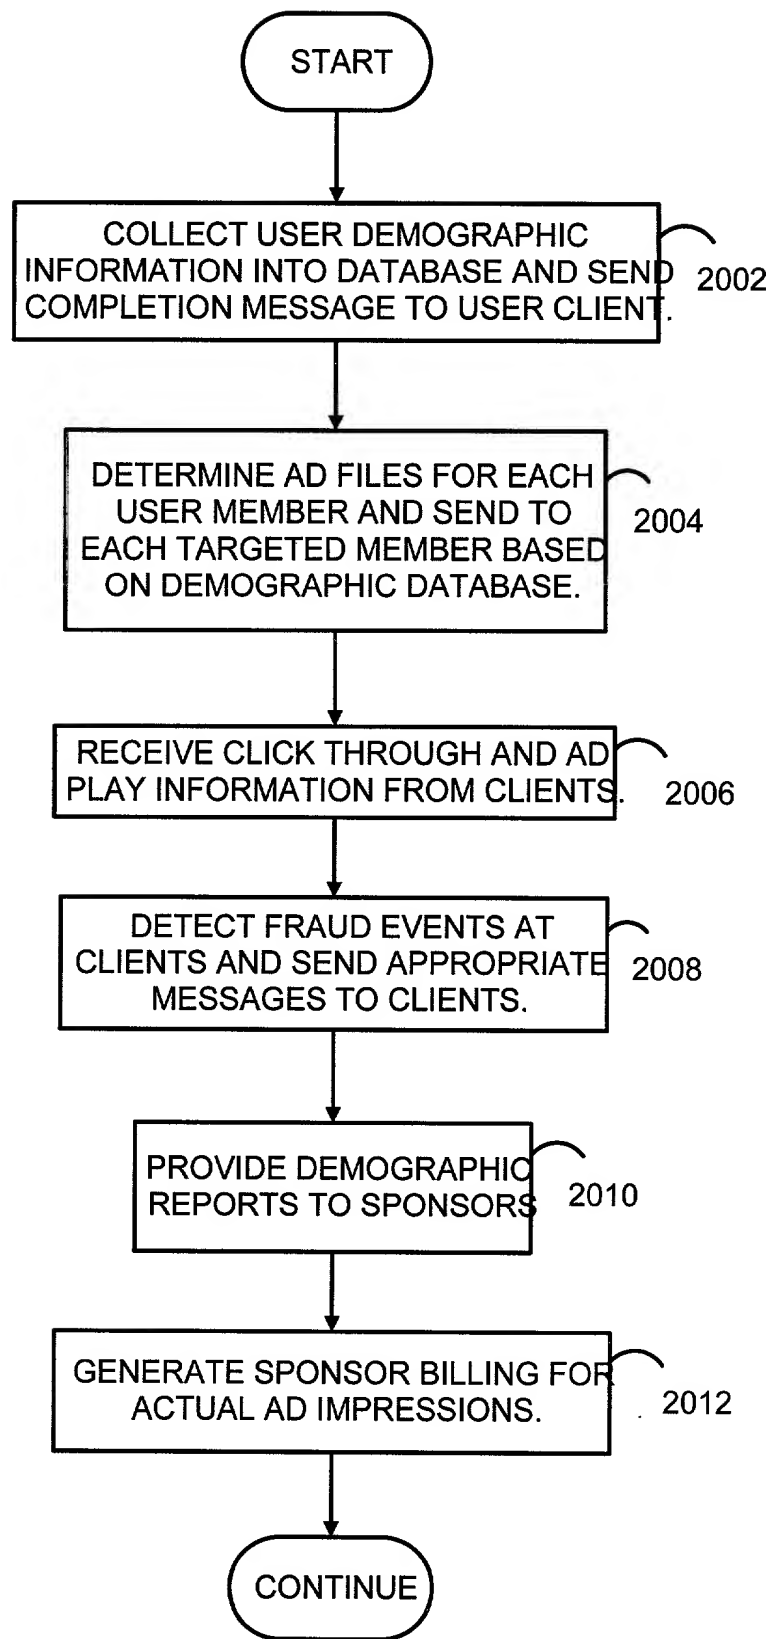 START
COLLECT USER DEMOGRAPHIC
INFORMATION INTO DATABASE AND SEND
COMPLETION MESSAGE TO USER CLIENT.
2002
DETERMINE AD FILES FOR EACH
USER MEMBER AND SEND TO
EACH TARGETED MEMBER BASED
ON DEMOGRAPHIC DATABASE.
2004
RECEIVE CLICK THROUGH AND AD
PLAY INFORMATION FROM CLIENTS.
2006
DETECT FRAUD EVENTS AT
CLIENTS AND SEND APPROPRIATE
MESSAGES TO CLIENTS.
2008
PROVIDE DEMOGRAPHIC
REPORTS TO SPONSORS
2010
GENERATE SPONSOR BILLING FOR
ACTUAL AD IMPRESSIONS.
2012
CONTINUE